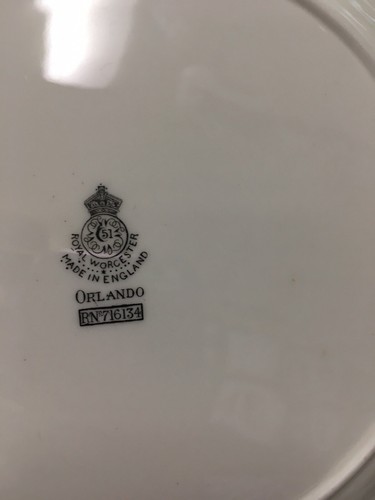 51
ROYAL WORCESTER
MADE IN ENGLAND
ORLANDO
RNº716134